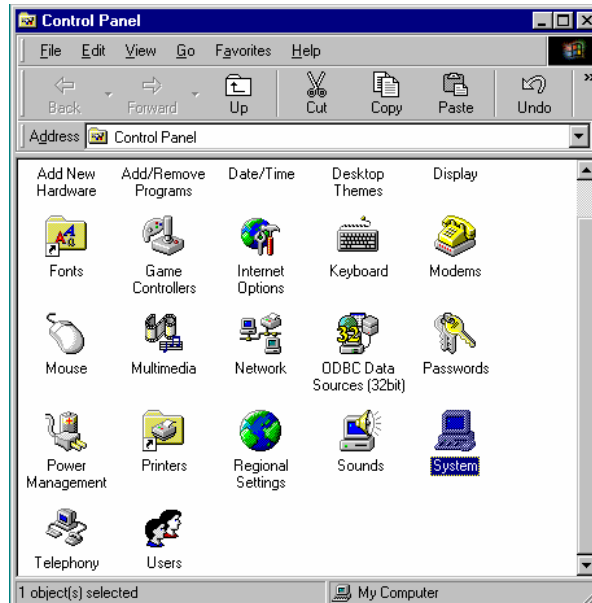 Control Panel
File Edit View Go Favorites Help
Back Forward Up Cut Copy Paste Undo »
Address Control Panel
Add New Hardware
Add/Remove Programs
Date/Time
Desktop Themes
Display
Fonts
Game Controllers
Internet Options
Keyboard
Modems
Mouse
Multimedia
Network
32
ODBC Data Sources (32bit)
Passwords
Power Management
Printers
Regional Settings
Sounds
System
Telephony
Users
1 object(s) selected
My Computer